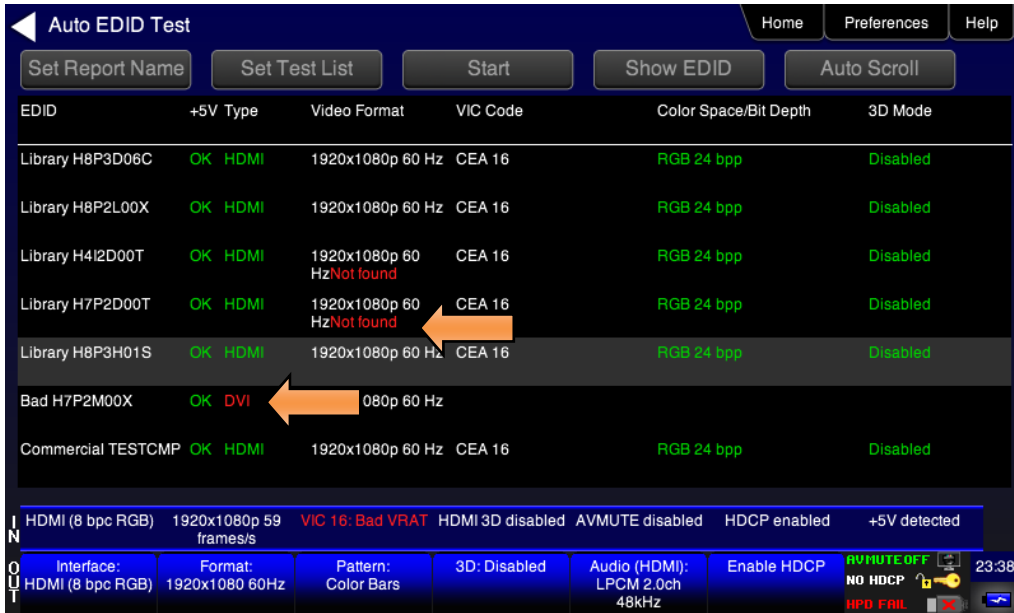 Auto EDID Test
Home
Preferences
Help
Set Report Name
Set Test List
Start
Show EDID
Auto Scroll
EDID +5V Type Video Format VIC Code Color Space/Bit Depth 3D Mode
Library H8P3D06C OK HDMI 1920x1080p 60 Hz CEA 16 RGB 24 bpp Disabled
Library H8P2L00X OK HDMI 1920x1080p 60 Hz CEA 16 RGB 24 bpp Disabled
Library H4I2D00T OK HDMI 1920x1080p 60 CEA 16 RGB 24 bpp Disabled
HzNot found
Library H7P2D00T OK HDMI 1920x1080p 60 CEA 16 RGB 24 bpp Disabled
HzNot found
Library H8P3H01S OK HDMI 1920x1080p 60 Hz CEA 16 RGB 24 bpp Disabled
Bad H7P2M00X OK DVI 080p 60 Hz
Commercial TESTCMP OK HDMI 1920x1080p 60 Hz CEA 16 RGB 24 bpp Disabled
IN
HDMI (8 bpc RGB)
1920x1080p 59
frames/s
VIC 16: Bad VRAT
HDMI 3D disabled
AVMUTE disabled
HDCP enabled
+5V detected
OUT
Interface:
HDMI (8 bpc RGB)
Format:
1920x1080 60Hz
Pattern:
Color Bars
3D: Disabled
Audio (HDMI):
LPCM 2.0ch
48kHz
Enable HDCP
AVMUTE OFF
NO HDCP
HPD FAIL
23:38